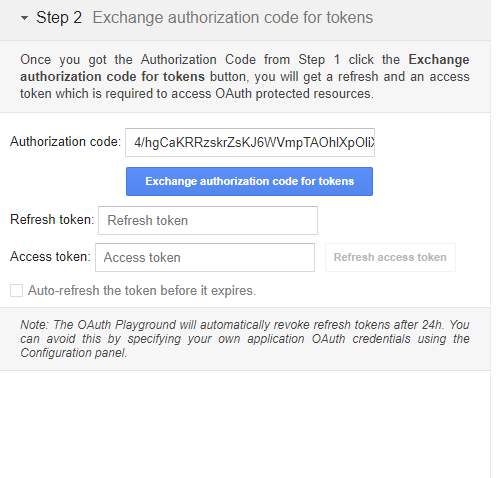 Step 2 Exchange authorization code for tokens
Once you got the Authorization Code from Step 1 click the Exchange
authorization code for tokens button, you will get a refresh and an access
token which is required to access OAuth protected resources.
Authorization code: 4/hgCaKRRzskrZsKJ6WVmpTAOhlXpOliX
Exchange authorization code for tokens
Refresh token: Refresh token
Access token: Access token Refresh access token
Auto-refresh the token before it expires.
Note: The OAuth Playground will automatically revoke refresh tokens after 24h. You
can avoid this by specifying your own application OAuth credentials using the
Configuration panel.